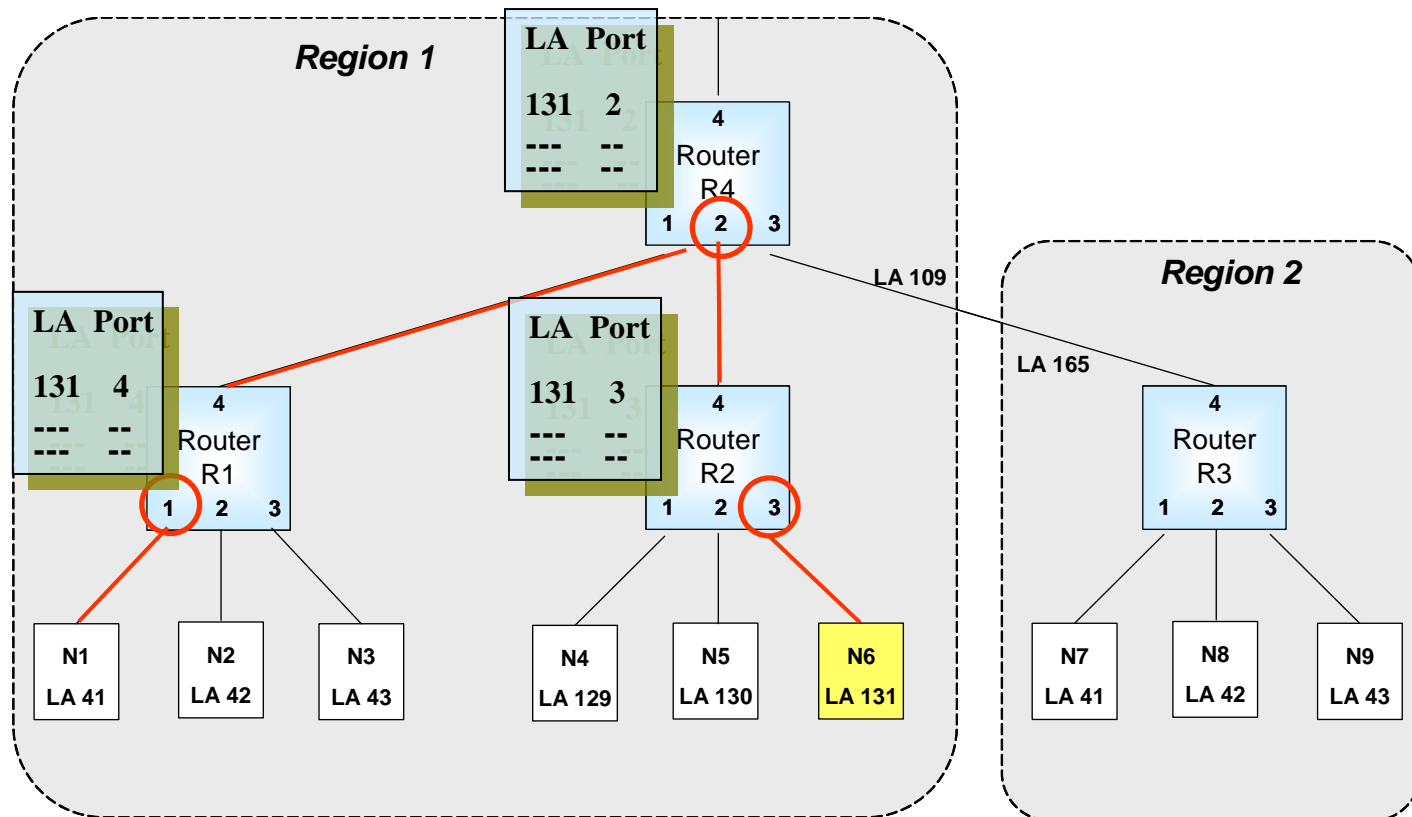 Region 1
LA Port
131 2
--- --
--- --
4
Router
R4
1 2 3
LA 109
Region 2
LA 165
LA Port
131 4
--- --
--- --
4
Router
R1
1 2 3
LA Port
131 3
--- --
--- --
4
Router
R2
1 2 3
4
Router
R3
1 2 3
N1
LA 41
N2
LA 42
N3
LA 43
N4
LA 129
N5
LA 130
N6
LA 131
N7
LA 41
N8
LA 42
N9
LA 43